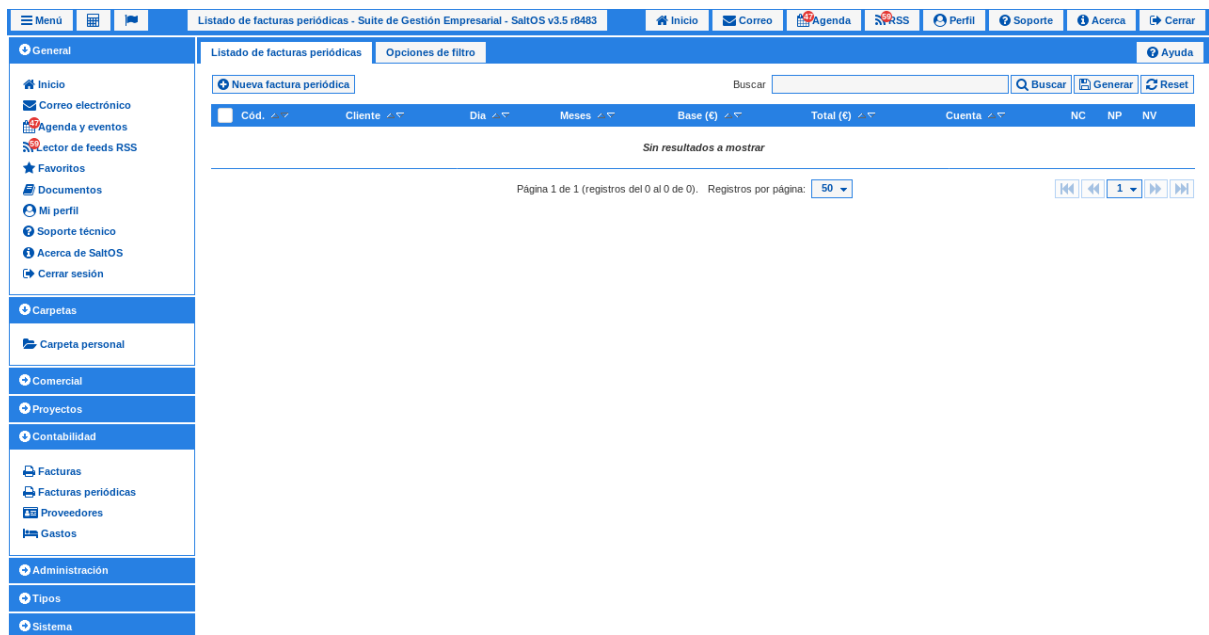 Menú
Listado de facturas periódicas - Suite de Gestión Empresarial - SaltOS v3.5 r8483
Inicio
Correo
47
Agenda
59
RSS
Perfil
Soporte
Acerca
Cerrar
General
Inicio
Correo electrónico
47
Agenda y eventos
59
Lector de feeds RSS
Favoritos
Documentos
Mi perfil
Soporte técnico
Acerca de SaltOS
Cerrar sesión
Carpetas
Carpeta personal
Comercial
Proyectos
Contabilidad
Facturas
Facturas periódicas
Proveedores
Gastos
Administración
Tipos
Sistema
Listado de facturas periódicas
Opciones de filtro
Ayuda
Nueva factura periódica
Buscar
Buscar
Generar
Reset
Cód. Cliente Dia Meses Base (€) Total (€) Cuenta NC NP NV
Sin resultados a mostrar
Página 1 de 1 (registros del 0 al 0 de 0). Registros por página: 50
1